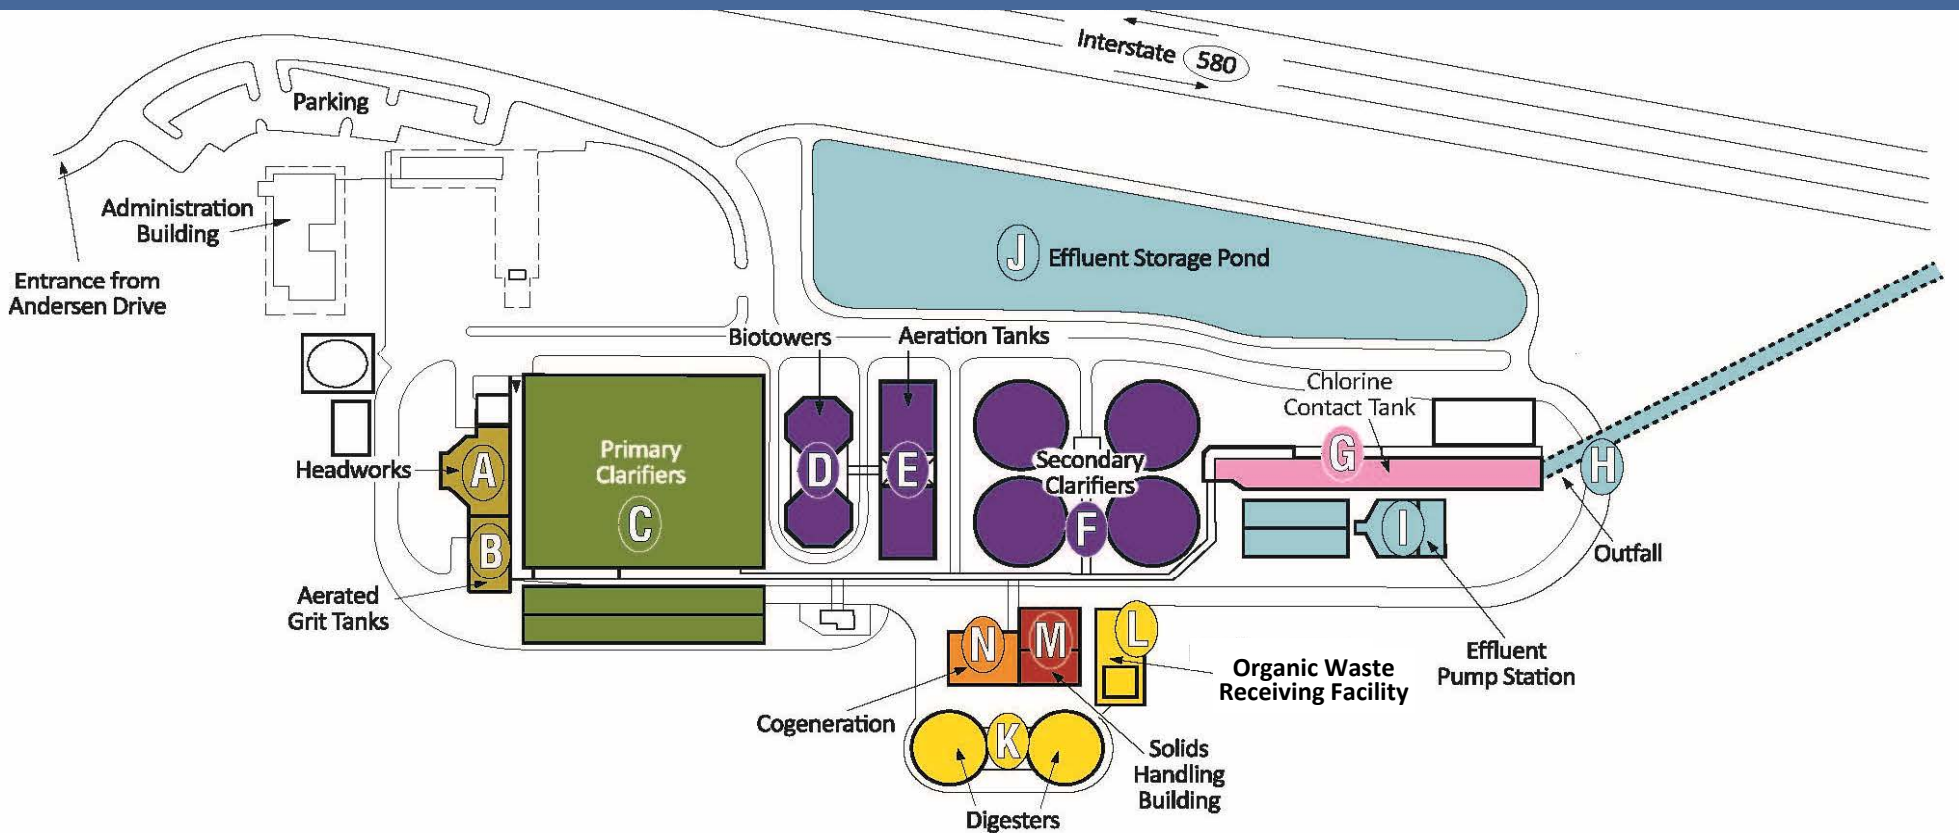 Interstate 580
Parking
Administration
Building
Entrance from
Andersen Drive
J Effluent Storage Pond
Biotowers
Aeration Tanks
Chlorine
Contact Tank
Headworks
A
B
Aerated
Grit Tanks
Primary
Clarifiers
C
D
E
Secondary
Clarifiers
F
G
H
I
Outfall
Effluent
Pump Station
N
M
L
Organic Waste
Receiving Facility
Cogeneration
K
Solids
Handling
Building
Digesters